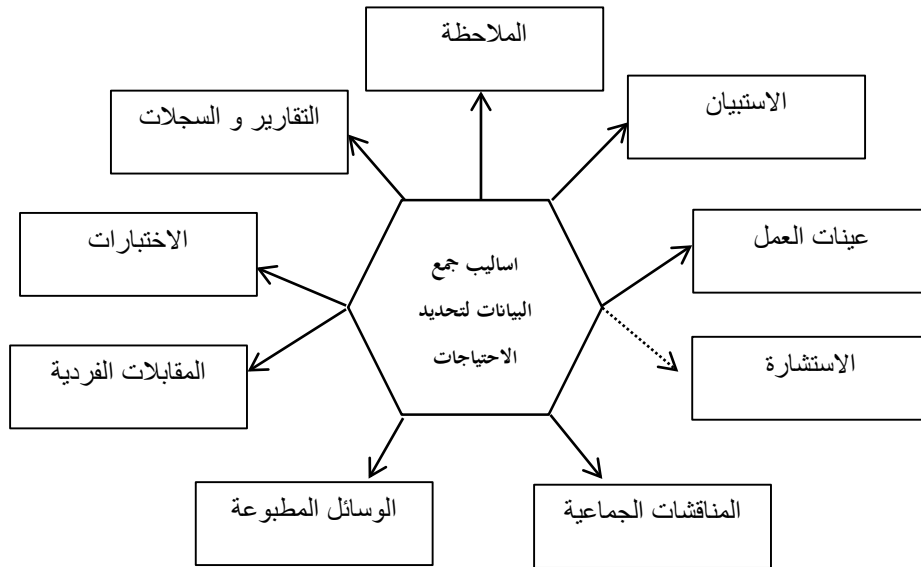 الملاحظة
الاستبيان
التقارير و السجلات
عينات العمل
الاختبارات
اساليب جمع
البيانات لتحديد
الاحتياجات
الاستشارة
المقابلات الفردية
الوسائل المطبوعة
المناقشات الجماعية